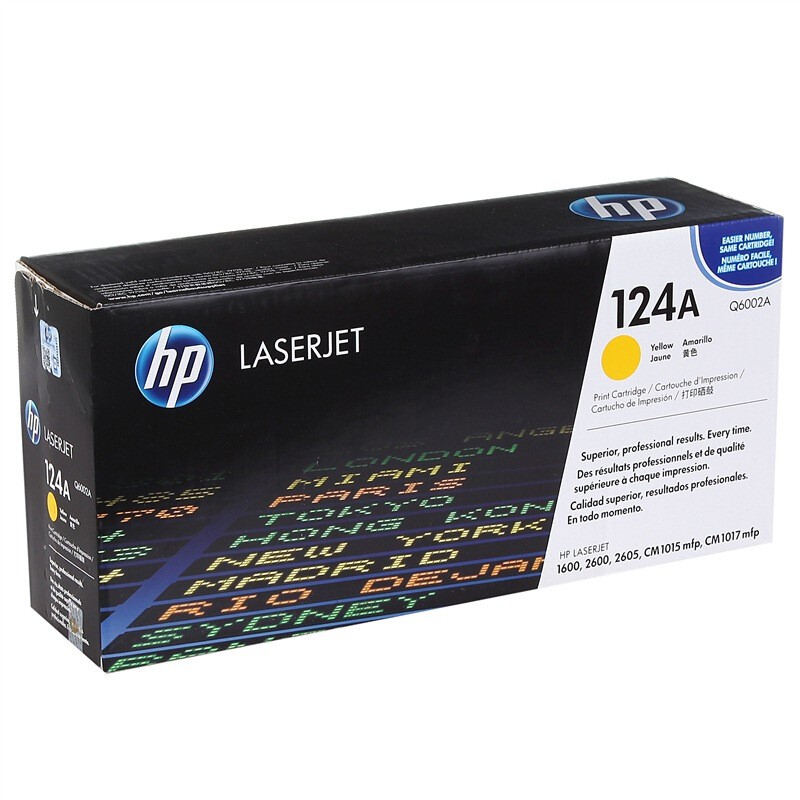 hp
EASIER NUMBER,
SAME CARTRIDGE!
NUMÉRO FACILE,
MÊME CARTOUCHE !
124A
Q6002A
Yellow Amarillo
Jaune 黄色
Print Cartridge / Cartouche d'Impression /
Cartucho de Impresión / 打印硒鼓
Superior, professional results. Every time.
Des résultats professionnels et de qualité
supérieure à chaque impression.
Calidad superior, resultados profesionales.
En todo momento.
HP LASERJET
1600, 2600, 2605, CM1015 mfp, CM1017 mfp
hp
LASERJET
LONDON
MIAMI
PARIS
TOKYO
HONG KON
NEW YORK
MADRID
RIO DEJAN
SYDNEY
hp
LASERJET
124A
Q6002A